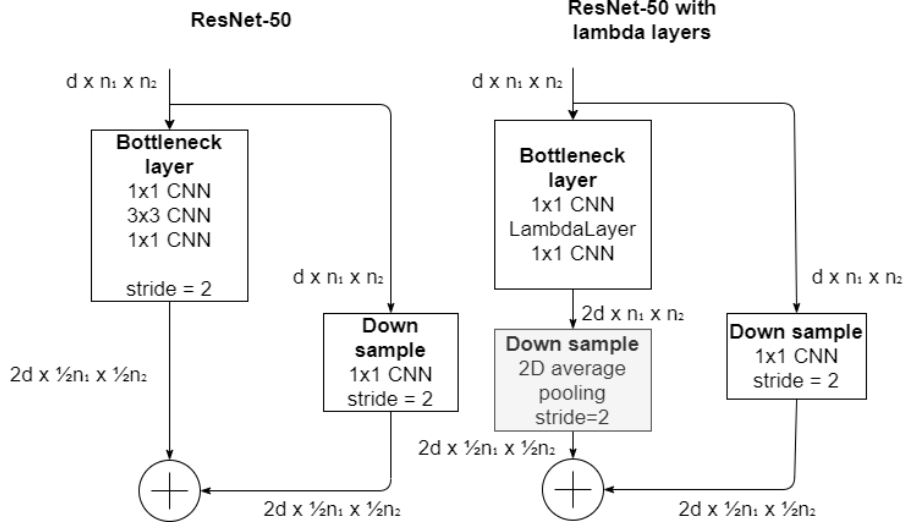 ResNet-50
d x n₁ x n₂
Bottleneck
layer
1x1 CNN
3x3 CNN
1x1 CNN
stride = 2
d x n₁ x n₂
Down
sample
1x1 CNN
stride = 2
2d x ½n₁ x ½n₂
2d x ½n₁ x ½n₂
ResNet-50 with
lambda layers
d x n₁ x n₂
Bottleneck
layer
1x1 CNN
LambdaLayer
1x1 CNN
d x n₁ x n₂
2d x n₁ x n₂
Down sample
2D average
pooling
stride=2
Down sample
1x1 CNN
stride = 2
2d x ½n₁ x ½n₂
2d x ½n₁ x ½n₂